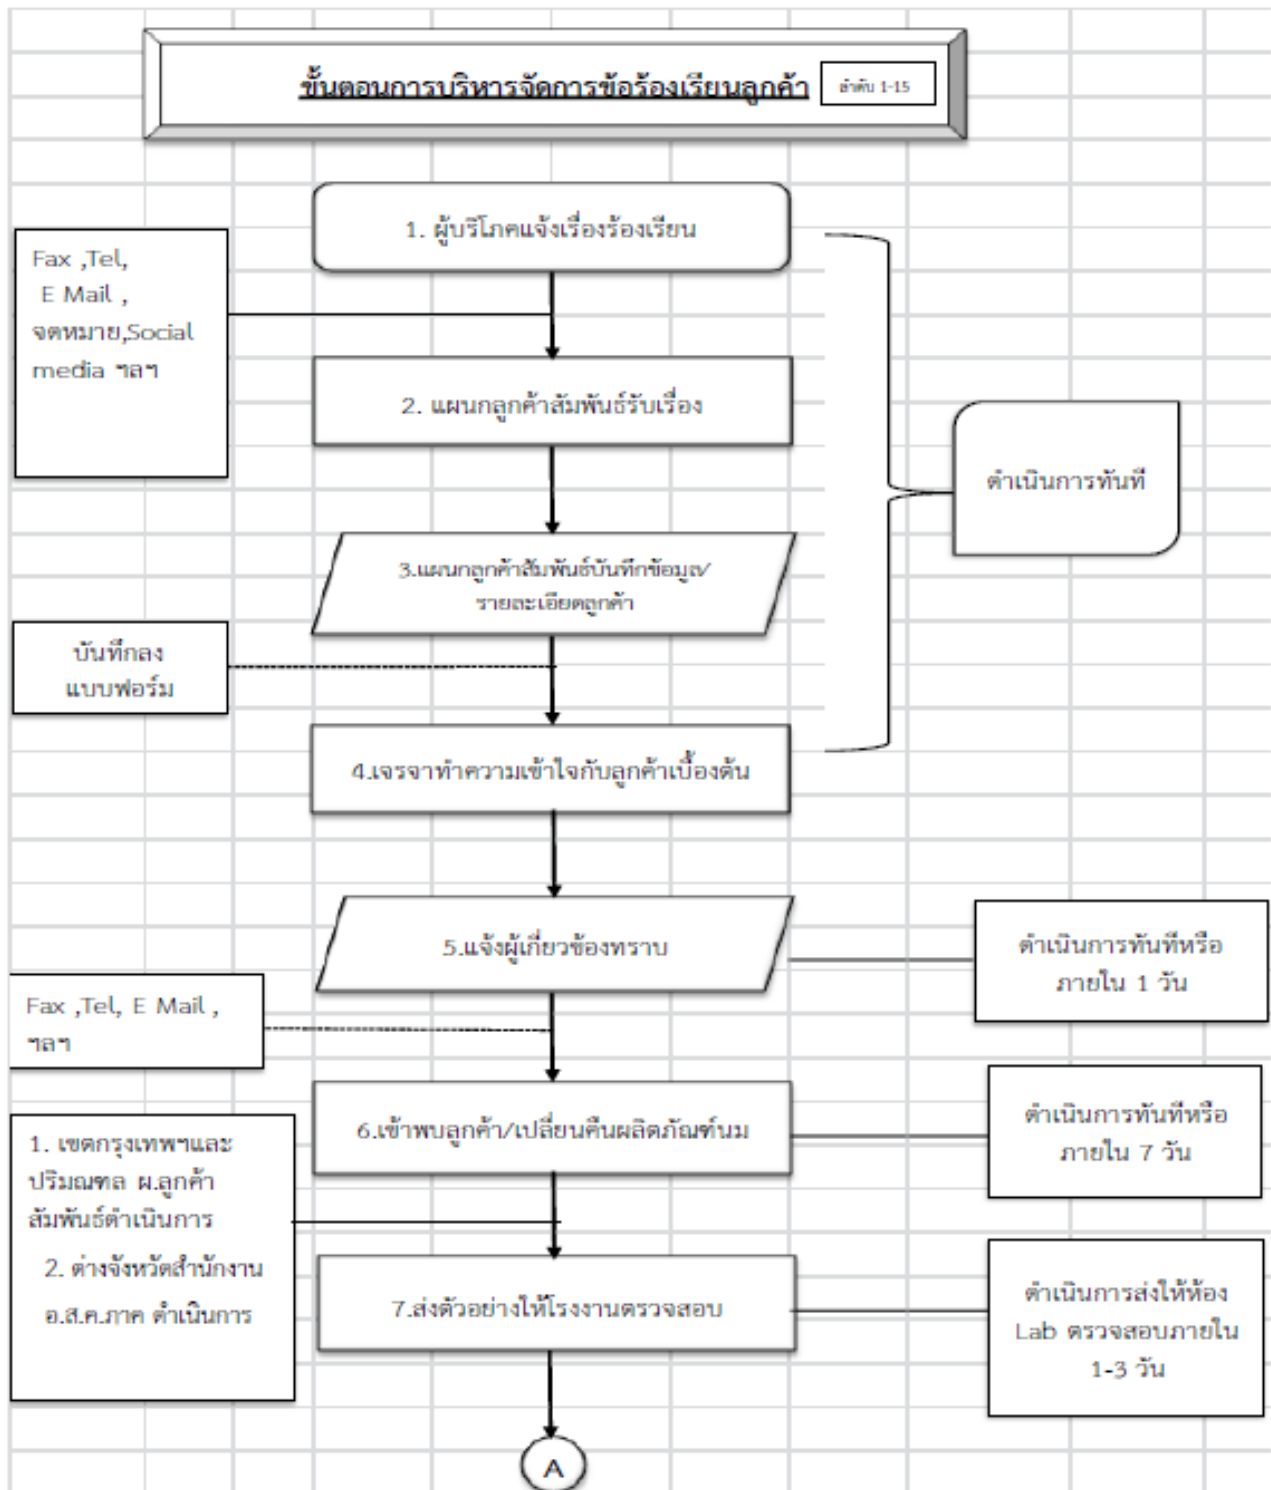 ขั้นตอนการบริหารจัดการข้อร้องเรียนลูกค้า
ลำดับ 1-15
1. ผู้บริโภคแจ้งเรื่องร้องเรียน
Fax ,Tel,
E Mail ,
จดหมาย,Social
media ฯลฯ
2. แผนกลูกค้าสัมพันธ์รับเรื่อง
ดำเนินการทันที
3.แผนกลูกค้าสัมพันธ์บันทึกข้อมูล/
รายละเอียดลูกค้า
บันทึกลง
แบบฟอร์ม
4.เจรจาทำความเข้าใจกับลูกค้าเบื้องต้น
5.แจ้งผู้เกี่ยวข้องทราบ
ดำเนินการทันทีหรือ
ภายใน 1 วัน
Fax ,Tel, E Mail ,
ฯลฯ
6.เข้าพบลูกค้า/เปลี่ยนคืนผลิตภัณฑ์นม
ดำเนินการทันทีหรือ
ภายใน 7 วัน
1. เขตกรุงเทพฯและ
ปริมณฑล ผ.ลูกค้า
สัมพันธ์ดำเนินการ
2. ต่างจังหวัดสำนักงาน
อ.ส.ค.ภาค ดำเนินการ
7.ส่งตัวอย่างให้โรงงานตรวจสอบ
ดำเนินการส่งให้ห้อง
Lab ตรวจสอบภายใน
1-3 วัน
A